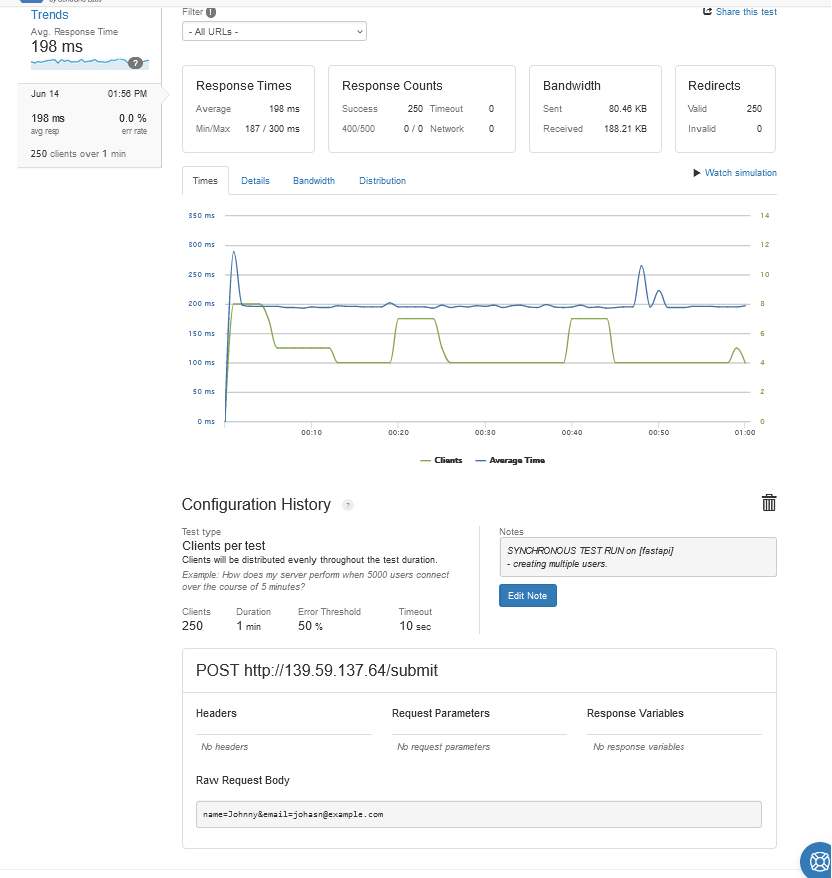 by SendGrid Labs
Trends
Avg. Response Time
198 ms
?
Jun 14 01:56 PM
198 ms 0.0 %
avg resp err rate
250 clients over 1 min
Filter i
Share this test
- All URLs -
Response Times
Average 198 ms
Min/Max 187 / 300 ms
Response Counts
Success 250 Timeout 0
400/500 0 / 0 Network 0
Bandwidth
Sent 80.46 KB
Received 188.21 KB
Redirects
Valid 250
Invalid 0
Times Details Bandwidth Distribution
Watch simulation
350 ms 14
300 ms 12
250 ms 10
200 ms 8
150 ms 6
100 ms 4
50 ms 2
0 ms 0
00:10 00:20 00:30 00:40 00:50 01:00
Clients Average Time
Configuration History ?
Test type
Clients per test
Clients will be distributed evenly throughout the test duration.
Example: How does my server perform when 5000 users connect
over the course of 5 minutes?
Clients Duration Error Threshold Timeout
250 1 min 50 % 10 sec
Notes
SYNCHRONOUS TEST RUN on [fastapi]
- creating multiple users.
Edit Note
POST http://139.59.137.64/submit
Headers Request Parameters Response Variables
No headers No request parameters No response variables
Raw Request Body
name=Johnny&email=johasn@example.com